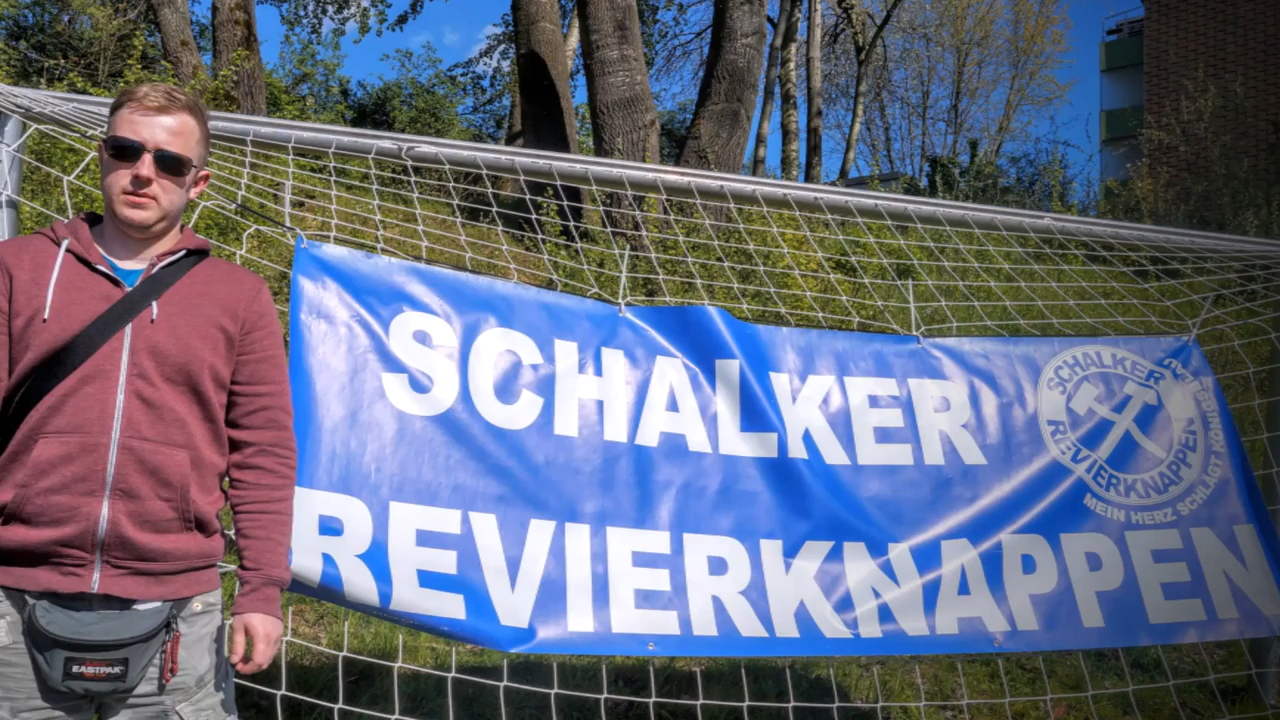 SCHALKER
REVIERKNAPPEN
SCHALKER
REVIERKNAPPEN
MEIN HERZ SCHLÄGT KÖNIGSBLAU
EASTPAK